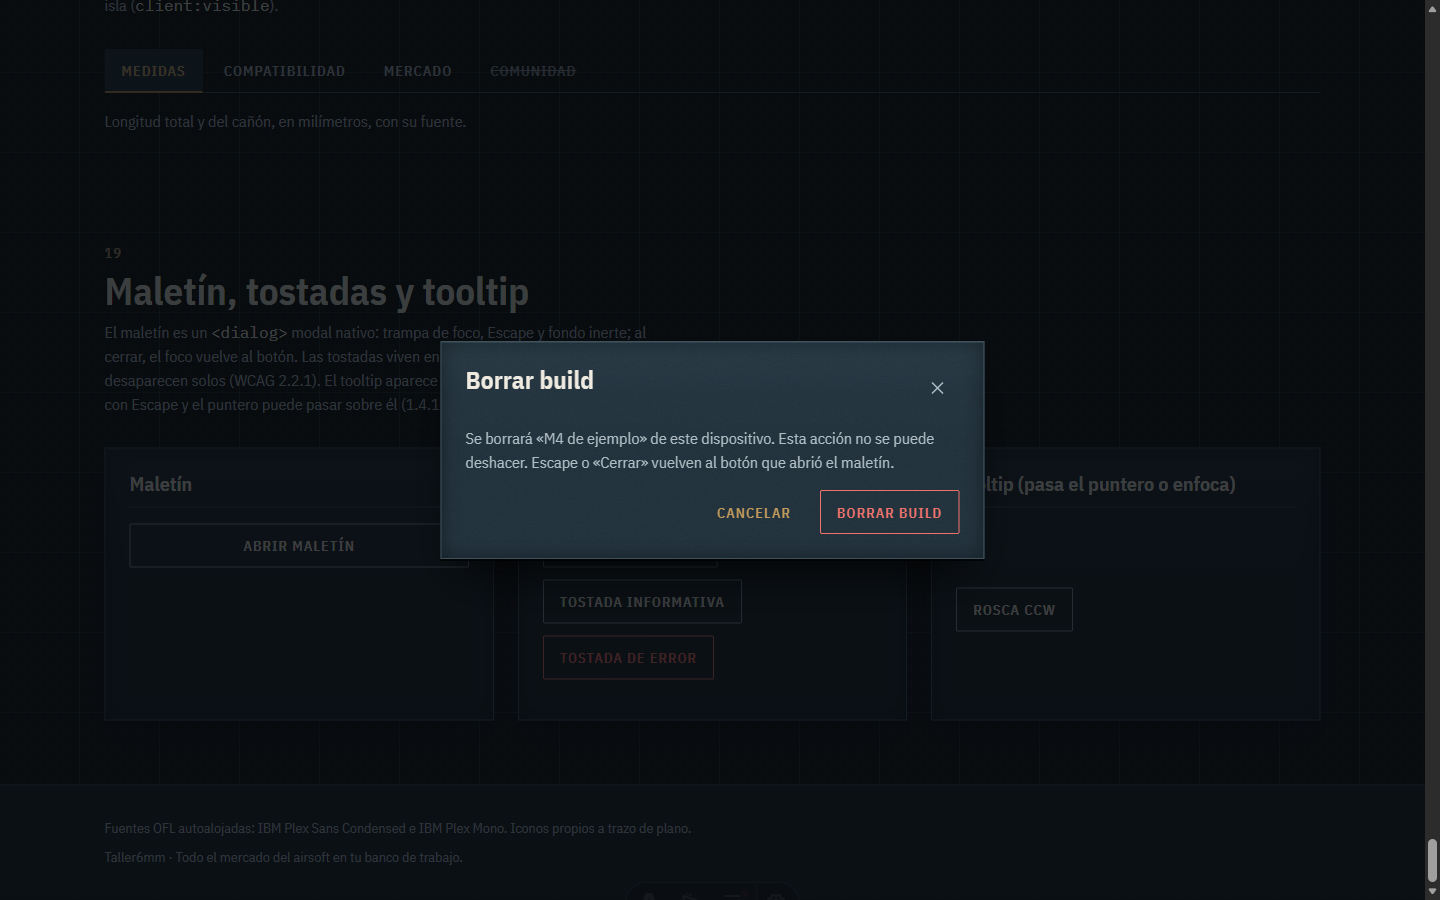 isla (client:visible).
MEDIDAS COMPATIBILIDAD MERCADO COMUNIDAD
Longitud total y del cañón, en milímetros, con su fuente.
19
Maletín, tostadas y tooltip
El maletín es un <dialog> modal nativo: trampa de foco, Escape y fondo inerte; al
cerrar, el foco vuelve al botón. Las tostadas viven en
desaparecen solos (WCAG 2.2.1). El tooltip aparece
con Escape y el puntero puede pasar sobre él (1.4.1
Borrar build
Se borrará «M4 de ejemplo» de este dispositivo. Esta acción no se puede
deshacer. Escape o «Cerrar» vuelven al botón que abrió el maletín.
CANCELAR BORRAR BUILD
Maletín
ABRIR MALETÍN
TOSTADA INFORMATIVA
TOSTADA DE ERROR
ltip (pasa el puntero o enfoca)
ROSCA CCW
Fuentes OFL autoalojadas: IBM Plex Sans Condensed e IBM Plex Mono. Iconos propios a trazo de plano.
Taller6mm · Todo el mercado del airsoft en tu banco de trabajo.